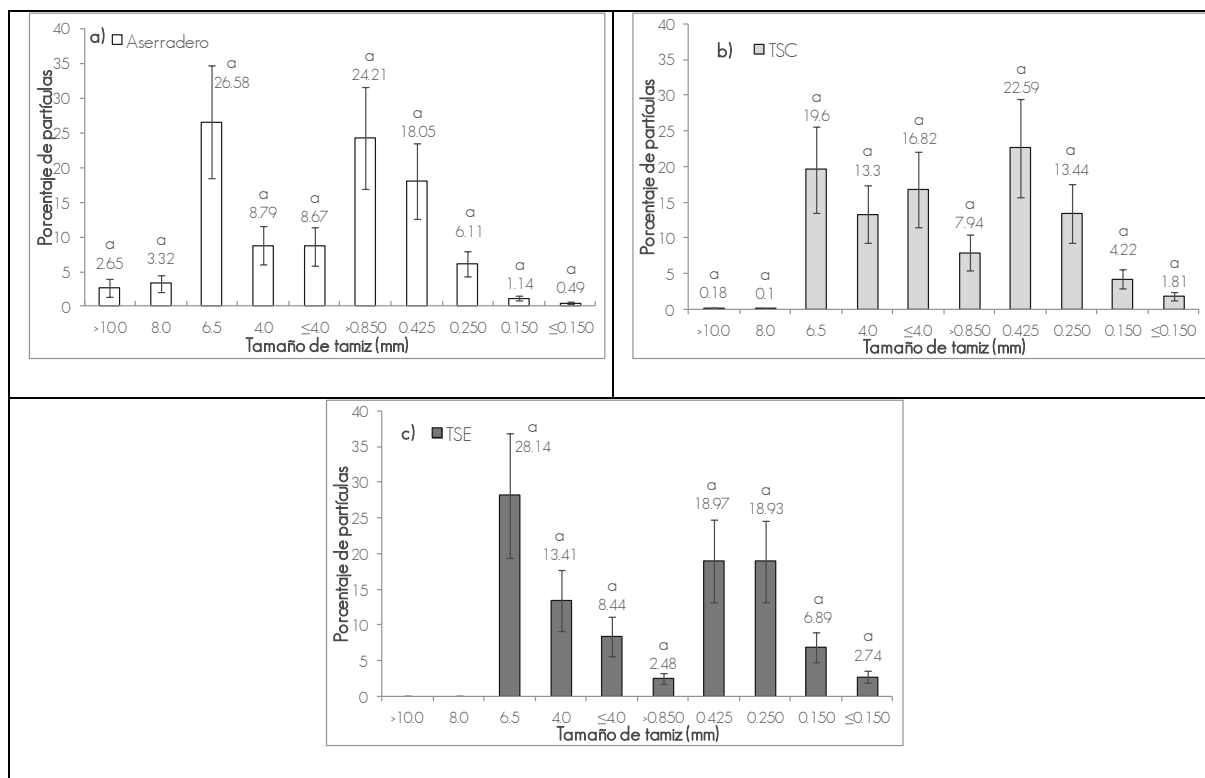 a) Aserradero
Porcentaje de partículas
40
35
30
25
20
15
10
5
0
a a a a a a a a a a
2.65 3.32 26.58 8.79 8.67 24.21 18.05 6.11 1.14 0.49
>10.0 8.0 6.5 4.0 ≤4.0 >0.850 0.425 0.250 0.150 ≤0.150
Tamaño de tamiz (mm)
b) TSC
Porcentaje de partículas
40
35
30
25
20
15
10
5
0
a a a a a a a a a a
0.18 0.1 19.6 13.3 16.82 7.94 22.59 13.44 4.22 1.81
>10.0 8.0 6.5 4.0 ≤4.0 >0.850 0.425 0.250 0.150 ≤0.150
Tamaño de tamiz (mm)
c) TSE
Porcentaje de partículas
40
35
30
25
20
15
10
5
0
a a a a a a a a
28.14 13.41 8.44 2.48 18.97 18.93 6.89 2.74
>10.0 8.0 6.5 4.0 ≤4.0 >0.850 0.425 0.250 0.150 ≤0.150
Tamaño de tamiz (mm)